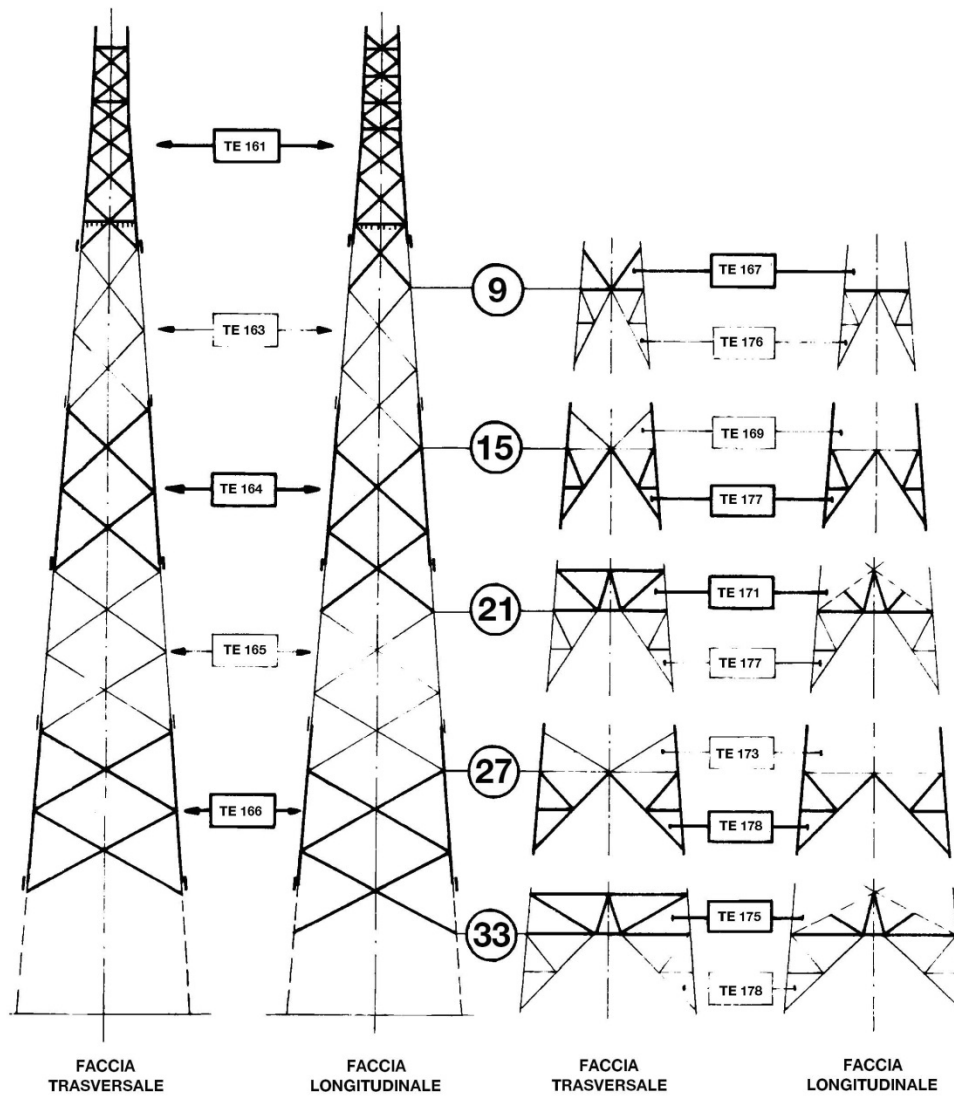 TE 161
9
TE 167
TE 163
TE 176
15
TE 169
TE 164
TE 177
21
TE 171
TE 165
TE 177
27
TE 173
TE 166
TE 178
33
TE 175
TE 178
FACCIA
TRASVERSALE
FACCIA
LONGITUDINALE
FACCIA
TRASVERSALE
FACCIA
LONGITUDINALE